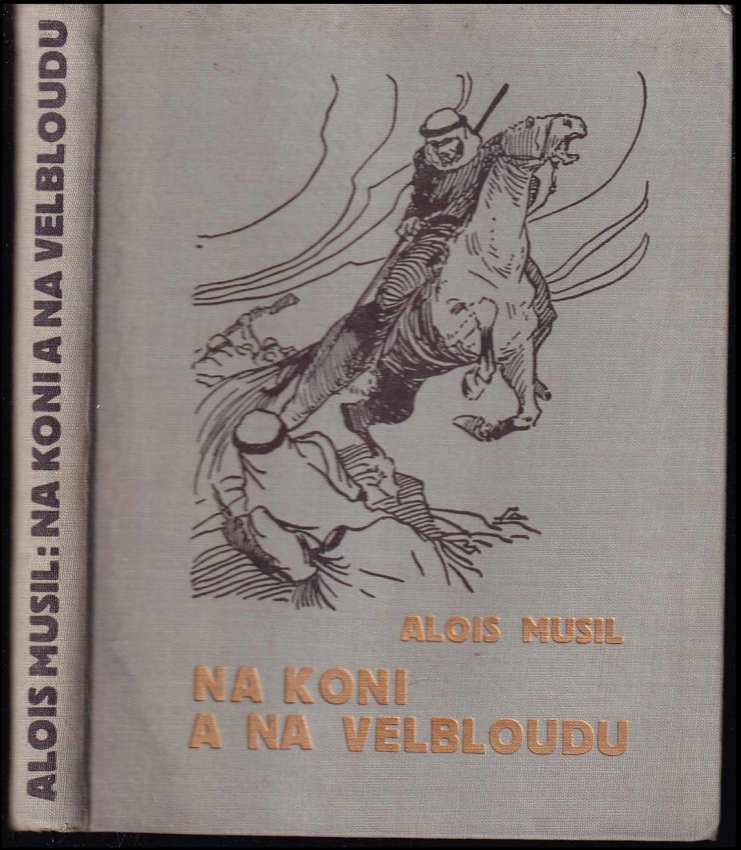 ALOIS MUSIL: NA KONI A NA VELBLOUDU
ALOIS MUSIL
NA KONI
A NA VELBLOUDU